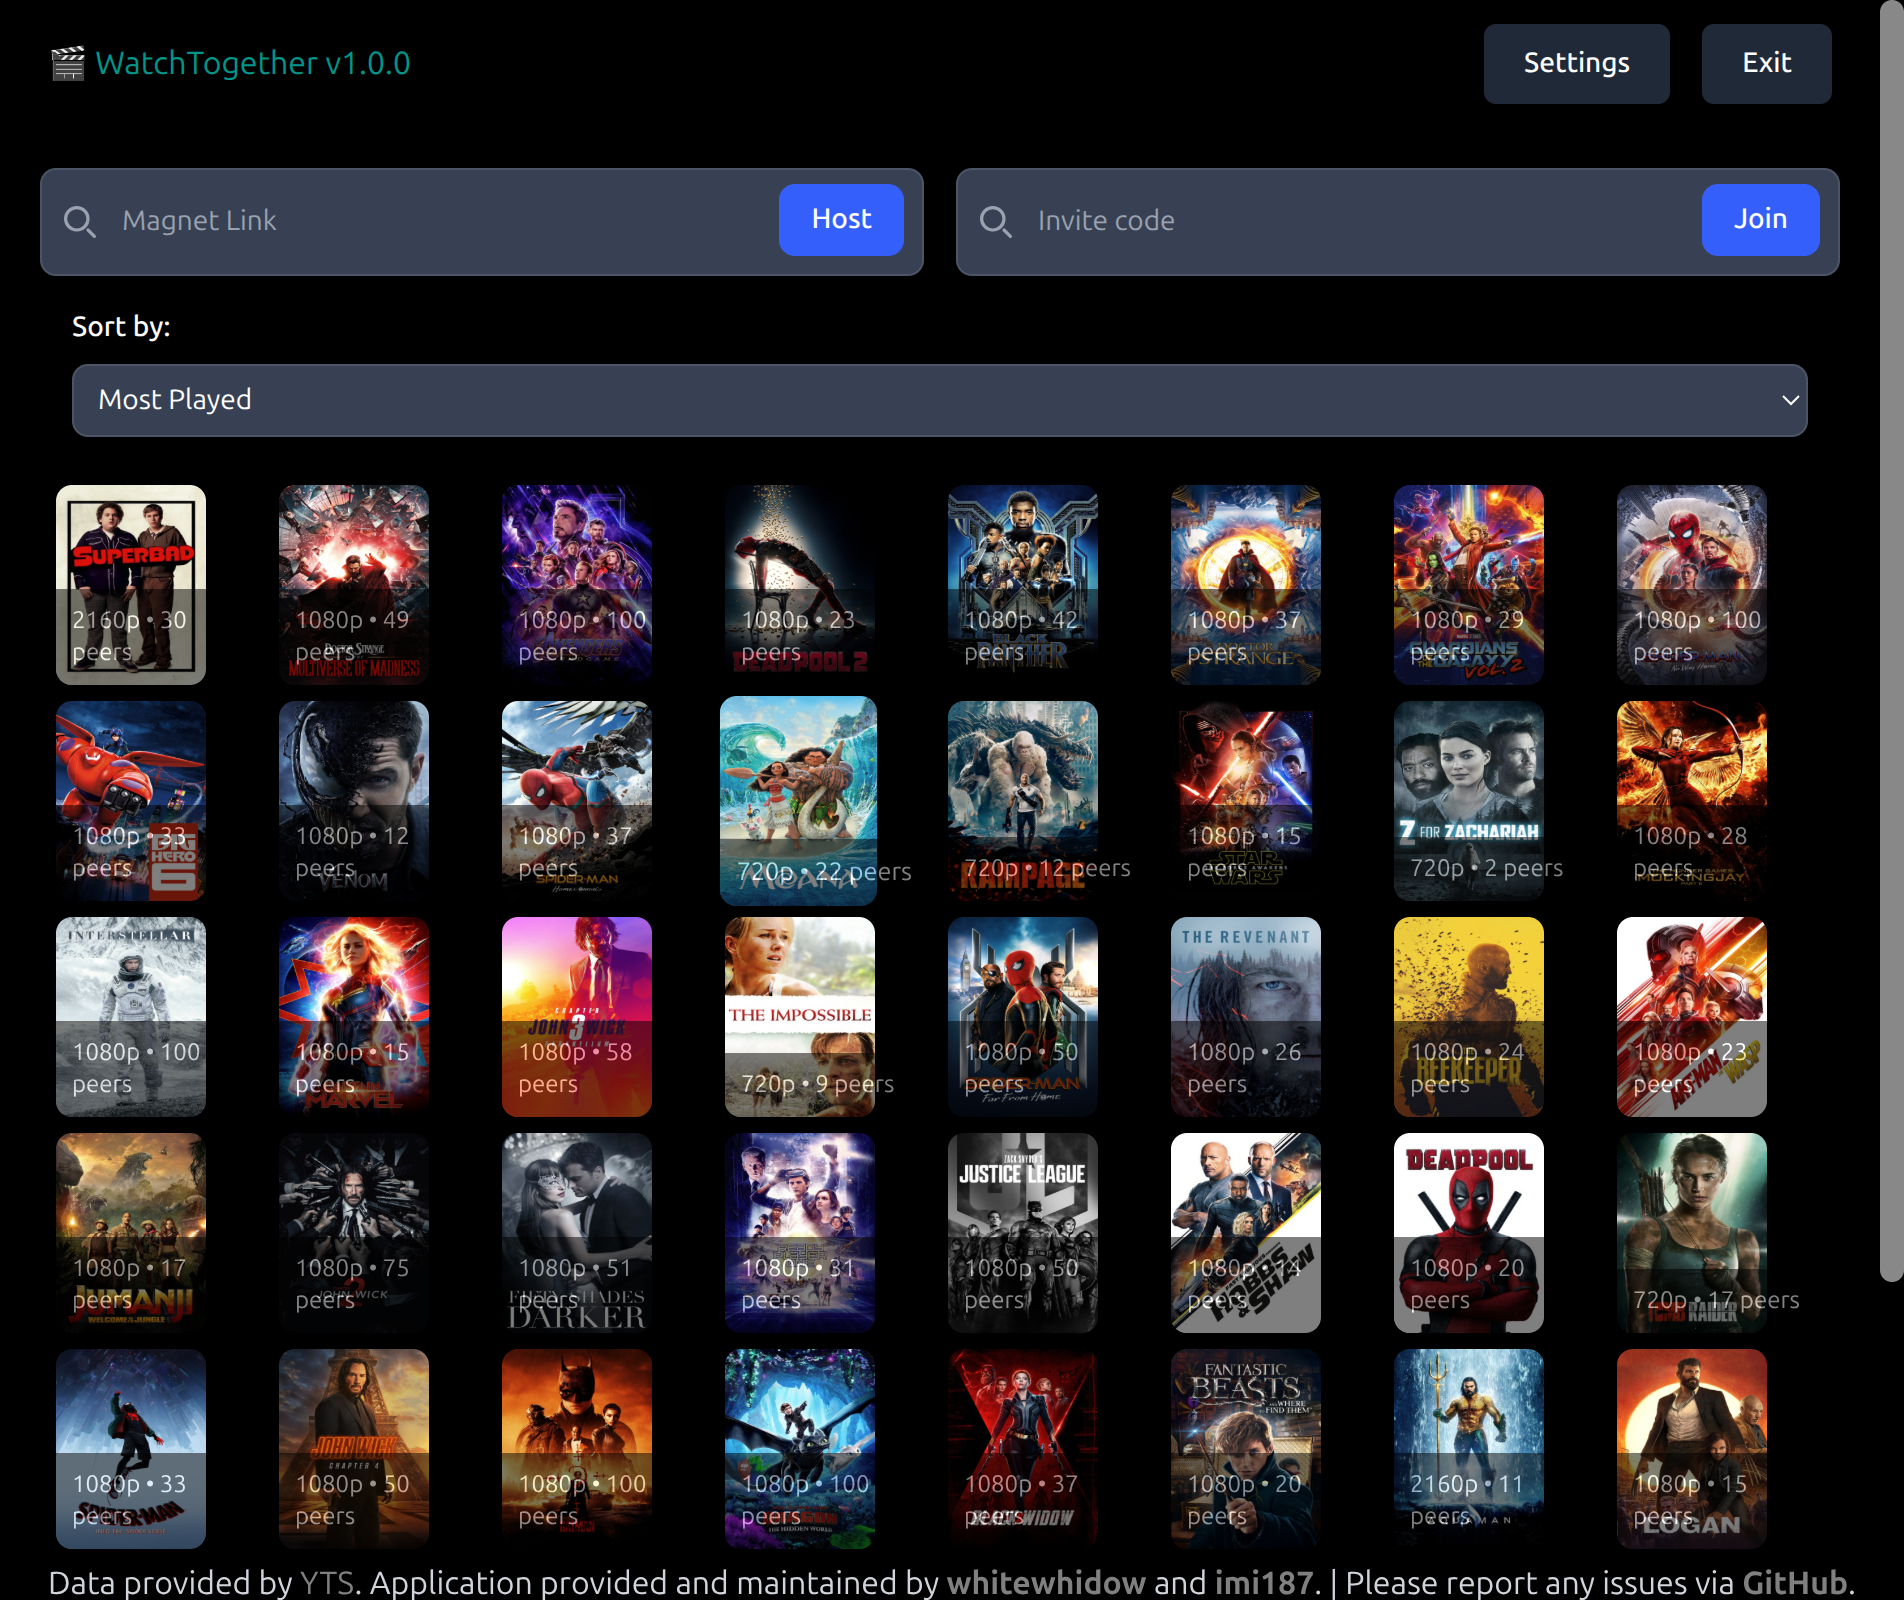 WatchTogether v1.0.0
Settings
Exit
Magnet Link
Host
Invite code
Join
Sort by:
Most Played
SUPERBAD
2160p • 30
peers
1080p • 49
peers
DOCTOR STRANGE
MULTIVERSE OF MADNESS
1080p • 100
peers
1080p • 23
peers
DEADPOOL 2
1080p • 42
peers
BLACK
PANTHER
1080p • 37
peers
STRANGE
1080p • 29
peers
GUARDIANS
GALAXY
VOL. 2
1080p • 100
peers
1080p • 33
peers
BIG
HERO
6
1080p • 12
peers
VENOM
1080p • 37
peers
SPIDER-MAN
720p • 22 peers
MOANA
720p • 12 peers
RAMPAGE
1080p • 15
peers
STAR
WARS
Z FOR ZACHARIAH
720p • 2 peers
1080p • 28
peers
MOCKINGJAY
INTERSTELLAR
1080p • 100
peers
1080p • 15
peers
MARVEL
CHAPTER
JOHN 3 WICK
1080p • 58
peers
THE IMPOSSIBLE
720p • 9 peers
1080p • 50
peers
SPIDER-MAN
Far From Home
THE REVENANT
1080p • 26
peers
1080p • 24
peers
BEEKEEPER
1080p • 23
peers
ANT-MAN
WASP
1080p • 17
peers
JUMANJI
WELCOME TO THE JUNGLE
1080p • 75
peers
JOHN WICK
2
1080p • 51
peers
FIFTY SHADES
DARKER
1080p • 31
peers
ZACK SNYDER'S
JUSTICE LEAGUE
1080p • 50
peers
1080p • 14
peers
HOBBS
& SHAW
DEADPOOL
1080p • 20
peers
720p • 17 peers
TOMB RAIDER
1080p • 33
peers
SPIDER-MAN
JOHN WICK
CHAPTER 4
1080p • 50
peers
1080p • 100
peers
1080p • 100
peers
THE HIDDEN WORLD
1080p • 37
peers
BLACK WIDOW
FANTASTIC
BEASTS
AND WHERE
TO FIND THEM
1080p • 20
peers
2160p • 11
peers
AQUAMAN
1080p • 15
peers
LOGAN
Data provided by YTS. Application provided and maintained by whitewhidow and imi187. | Please report any issues via GitHub.